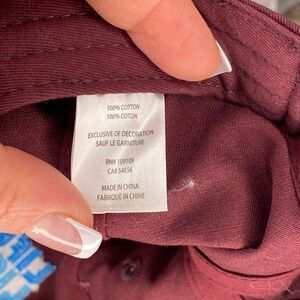 100% COTTON
100% COTON
EXCLUSIVE OF DECORATION
SAUF LE GARNITURE
RN# 109109
CA# 54656
MADE IN CHINA
FABRIQUÉ EN CHINE